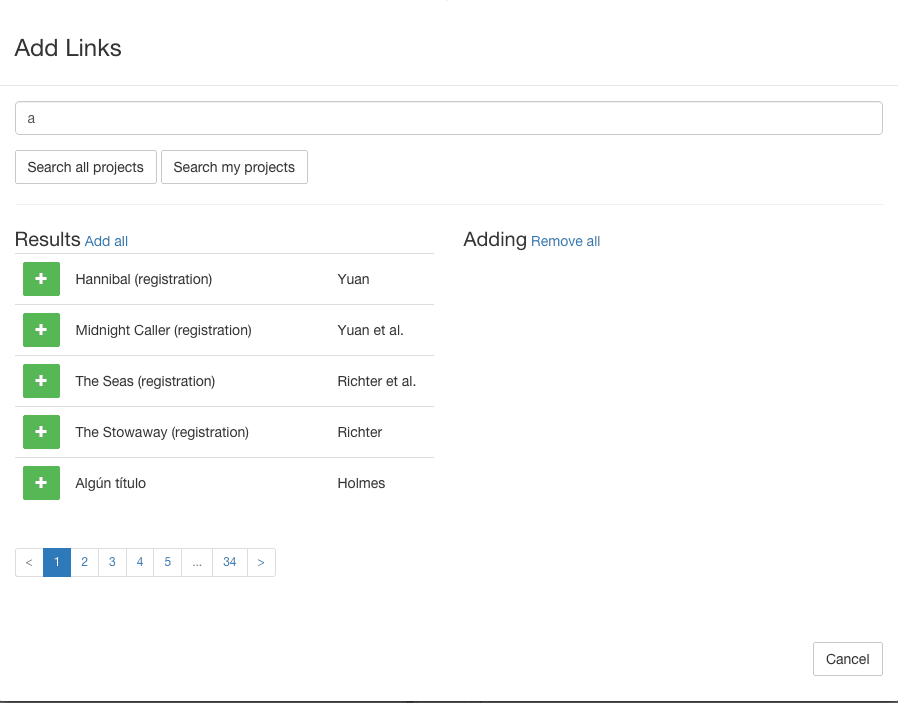 Add Links
a
Search all projects Search my projects
Results Add all
Adding Remove all
Hannibal (registration) Yuan
Midnight Caller (registration) Yuan et al.
The Seas (registration) Richter et al.
The Stowaway (registration) Richter
Algún título Holmes
< 1 2 3 4 5 ... 34 >
Cancel